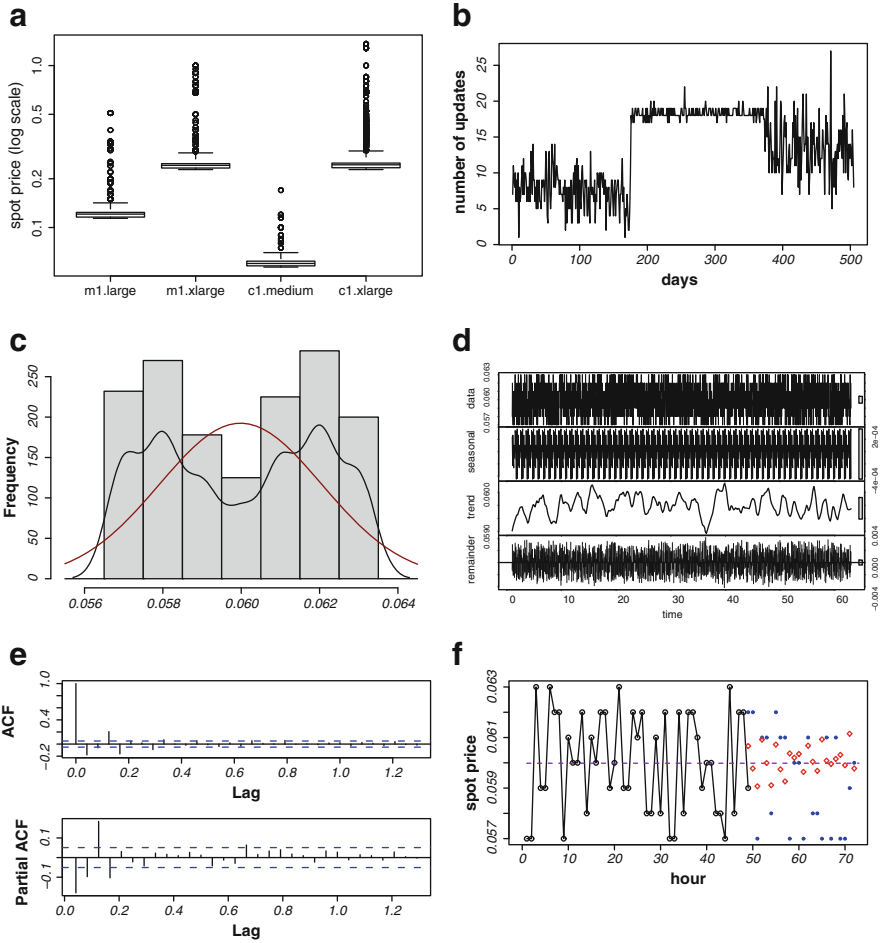 a
spot price (log scale)
1.0
0.5
0.2
0.1
m1.large m1.xlarge c1.medium c1.xlarge
b
number of updates
25
20
15
10
5
0
0 100 200 300 400 500
days
c
Frequency
250
200
150
100
50
0
0.056 0.058 0.060 0.062 0.064
d
data
0.063
0.060
0.057
seasonal
2e-04
-4e-04
trend
0.0600
0.0590
remainder
0.004
0.000
-0.004
0 10 20 30 40 50 60
time
e
ACF
1.0
0.4
-0.2
0.0 0.2 0.4 0.6 0.8 1.0 1.2
Lag
Partial ACF
0.1
-0.1
0.0 0.2 0.4 0.6 0.8 1.0 1.2
Lag
f
spot price
0.063
0.061
0.059
0.057
0 10 20 30 40 50 60 70
hour